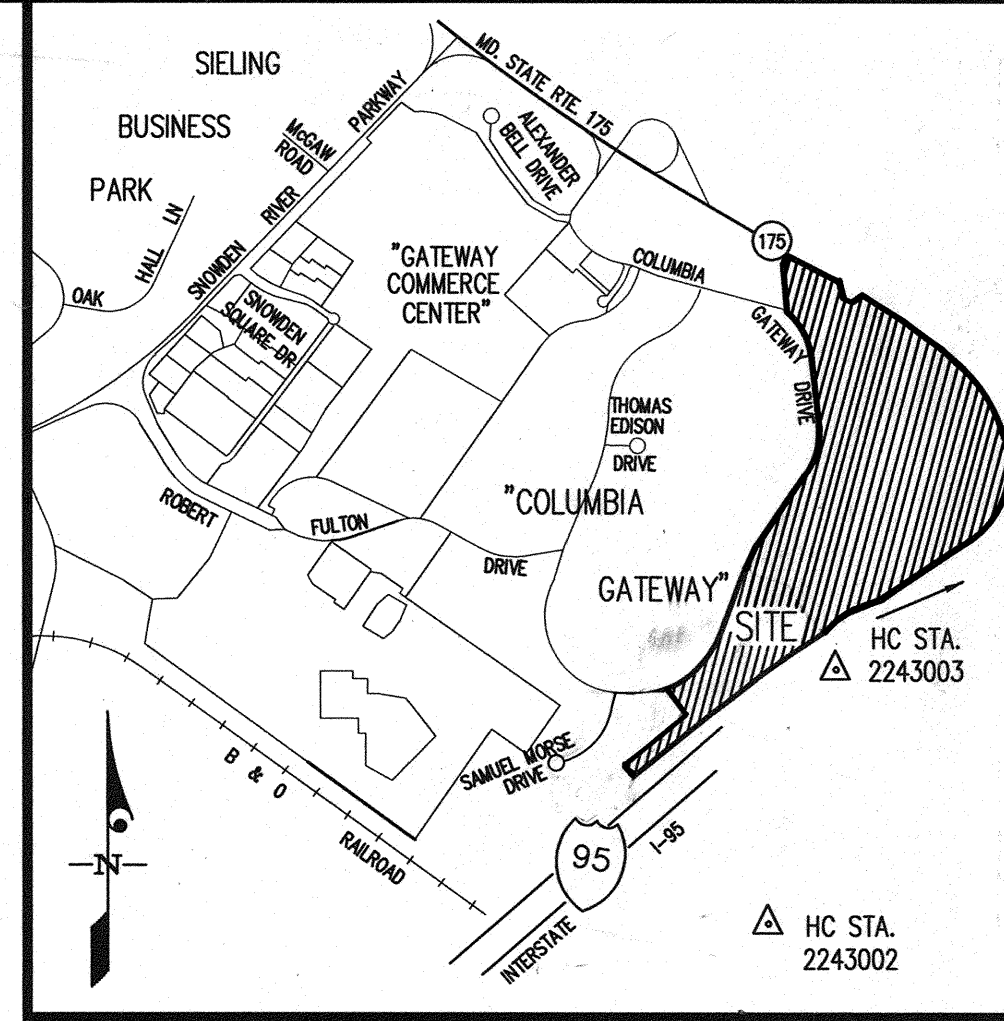 SIELING
BUSINESS
PARK
MD. STATE RTE. 175
McGAW
ROAD
SNOWDEN RIVER PARKWAY
ALEXANDER
BELL DRIVE
HALL LN
OAK
175
"GATEWAY
COMMERCE
CENTER"
COLUMBIA
GATEWAY DRIVE
SNOWDEN
SQUARE DR
THOMAS
EDISON
DRIVE
"COLUMBIA
GATEWAY"
ROBERT
FULTON
DRIVE
SITE
HC STA.
2243003
SAMUEL MORSE
DRIVE
B & O
RAILROAD
N
95
I-95
INTERSTATE
HC STA.
2243002